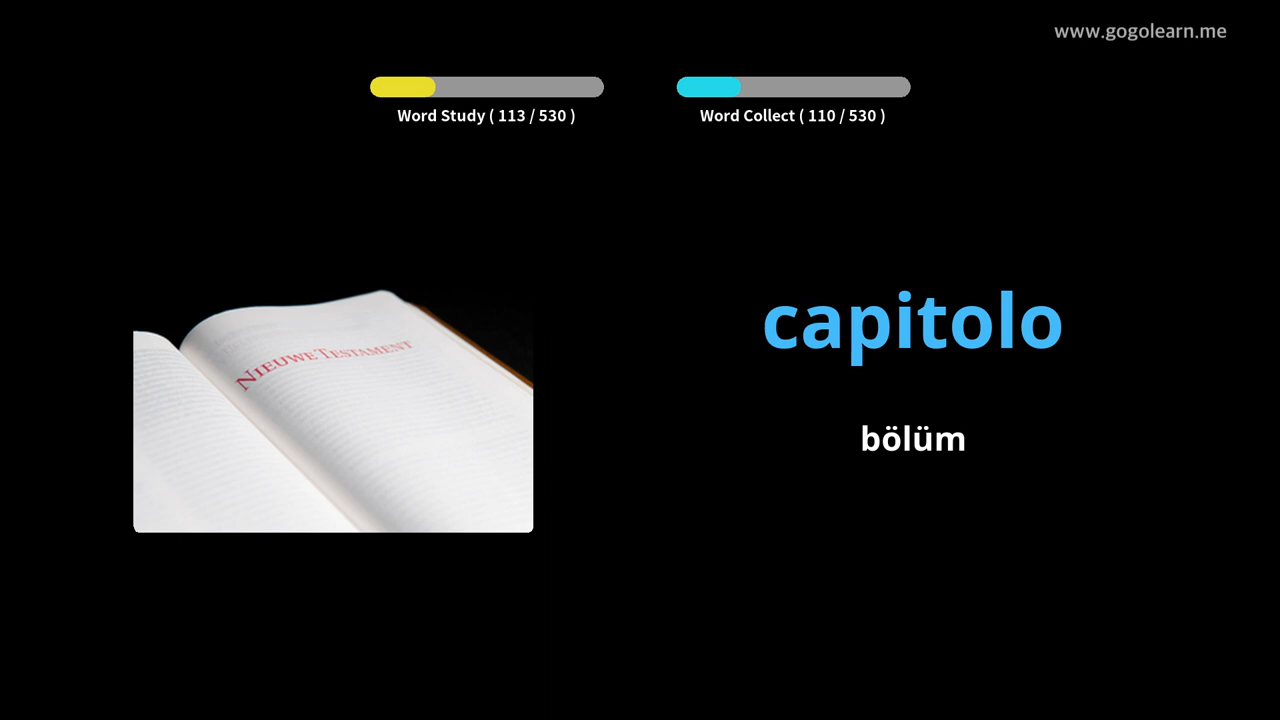 www.gogolearn.me
Word Study ( 113 / 530 )
Word Collect ( 110 / 530 )
NIEUWE TESTAMENT
capitolo
bölüm